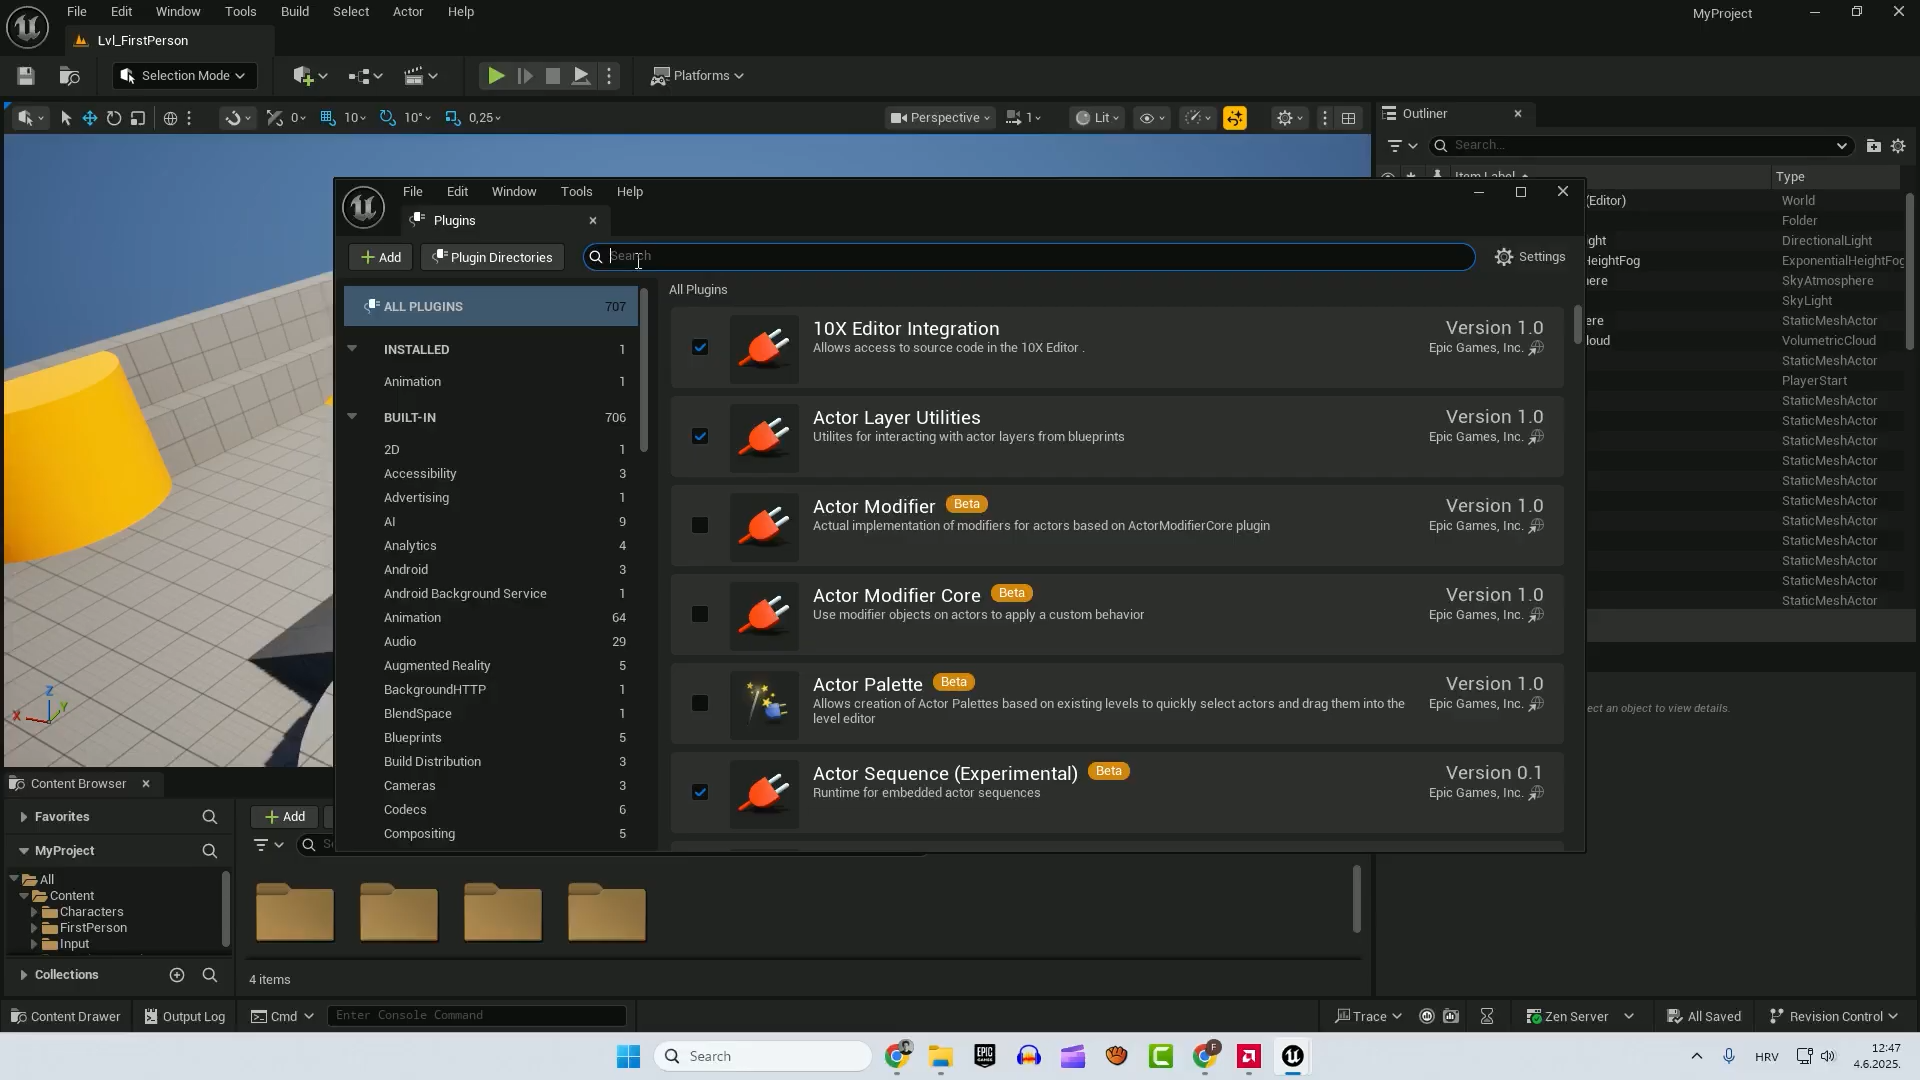 File Edit Window Tools Build Select Actor Help
MyProject
Lvl_FirstPerson
Selection Mode
Platforms
0
10
10°
0,25
Perspective
1
Lit
Outliner
Search...
Item Label
Type
(Editor) World
Folder
ght DirectionalLight
HeightFog ExponentialHeightFog
ere SkyAtmosphere
SkyLight
ere StaticMeshActor
loud VolumetricCloud
StaticMeshActor
PlayerStart
StaticMeshActor
StaticMeshActor
StaticMeshActor
StaticMeshActor
StaticMeshActor
StaticMeshActor
StaticMeshActor
StaticMeshActor
StaticMeshActor
StaticMeshActor
StaticMeshActor
ect an object to view details.
File Edit Window Tools Help
Plugins
Add
Plugin Directories
Search
Settings
ALL PLUGINS 707
INSTALLED 1
Animation 1
BUILT-IN 706
2D 1
Accessibility 3
Advertising 1
AI 9
Analytics 4
Android 3
Android Background Service 1
Animation 64
Audio 29
Augmented Reality 5
BackgroundHTTP 1
BlendSpace 1
Blueprints 5
Build Distribution 3
Cameras 3
Codecs 6
Compositing 5
All Plugins
10X Editor Integration Version 1.0
Allows access to source code in the 10X Editor . Epic Games, Inc.
Actor Layer Utilities Version 1.0
Utilites for interacting with actor layers from blueprints Epic Games, Inc.
Actor Modifier Beta Version 1.0
Actual implementation of modifiers for actors based on ActorModifierCore plugin Epic Games, Inc.
Actor Modifier Core Beta Version 1.0
Use modifier objects on actors to apply a custom behavior Epic Games, Inc.
Actor Palette Beta Version 1.0
Allows creation of Actor Palettes based on existing levels to quickly select actors and drag them into the Epic Games, Inc.
level editor
Actor Sequence (Experimental) Beta Version 0.1
Runtime for embedded actor sequences Epic Games, Inc.
Z
X
Y
Content Browser
Favorites
MyProject
All
Content
Characters
FirstPerson
Input
Collections
Add
4 items
Content Drawer
Output Log
Cmd
Enter Console Command
Trace
Zen Server
All Saved
Revision Control
Search
EPIC GAMES
F
HRV
12:47
4.6.2025.